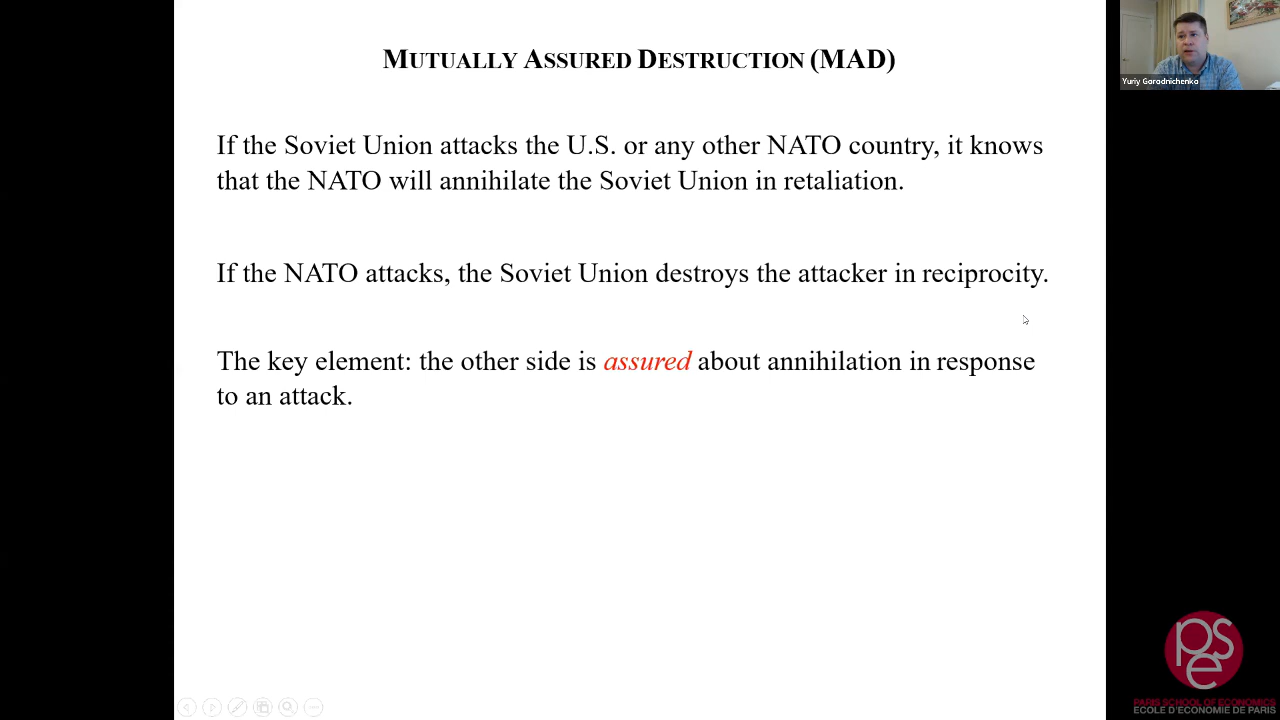 MUTUALLY ASSURED DESTRUCTION (MAD)
Yuriy Gorodnichenko
If the Soviet Union attacks the U.S. or any other NATO country, it knows
that the NATO will annihilate the Soviet Union in retaliation.
If the NATO attacks, the Soviet Union destroys the attacker in reciprocity.
The key element: the other side is assured about annihilation in response
to an attack.
pse
PARIS SCHOOL OF ECONOMICS
ECOLE D'ECONOMIE DE PARIS